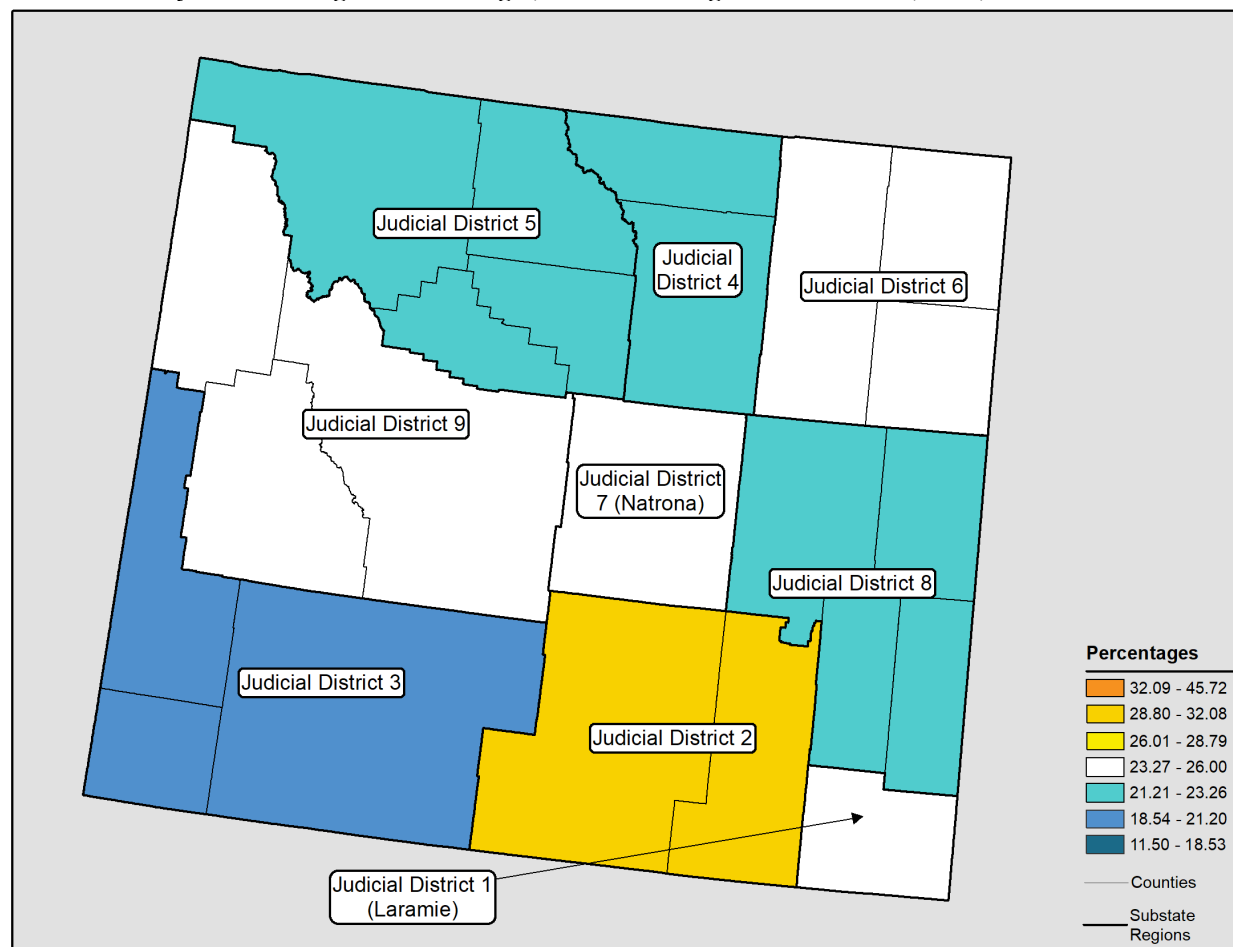 Judicial District 5
Judicial
District 4
Judicial District 6
Judicial District 9
Judicial District
7 (Natrona)
Judicial District 8
Judicial District 3
Judicial District 2
Judicial District 1
(Laramie)
Percentages
32.09 - 45.72
28.80 - 32.08
26.01 - 28.79
23.27 - 26.00
21.21 - 23.26
18.54 - 21.20
11.50 - 18.53
Counties
Substate
Regions